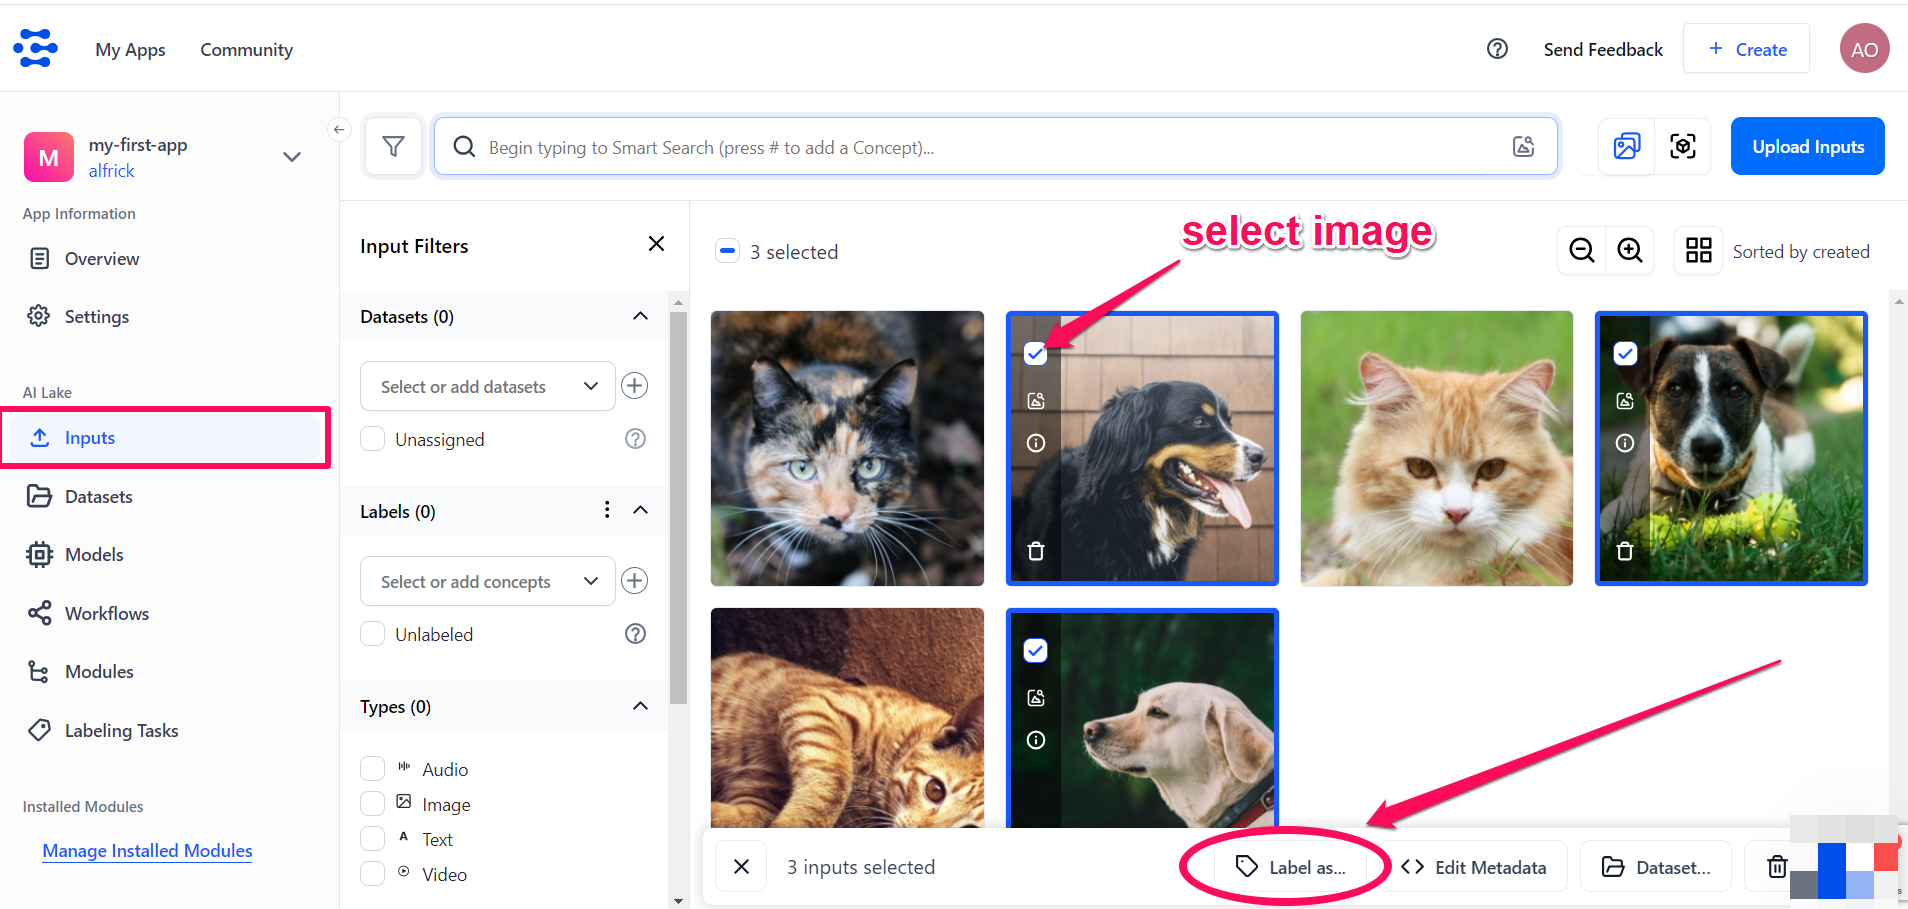 My Apps
Community
Send Feedback
+ Create
AO
M
my-first-app
alfrick
App Information
Overview
Settings
AI Lake
Inputs
Datasets
Models
Workflows
Modules
Labeling Tasks
Installed Modules
Manage Installed Modules
Begin typing to Smart Search (press # to add a Concept)...
Upload Inputs
Input Filters
Datasets (0)
Select or add datasets
Unassigned
Labels (0)
Select or add concepts
Unlabeled
Types (0)
Audio
Image
A Text
Video
3 selected
select image
Sorted by created
3 inputs selected
Label as...
Edit Metadata
Dataset...